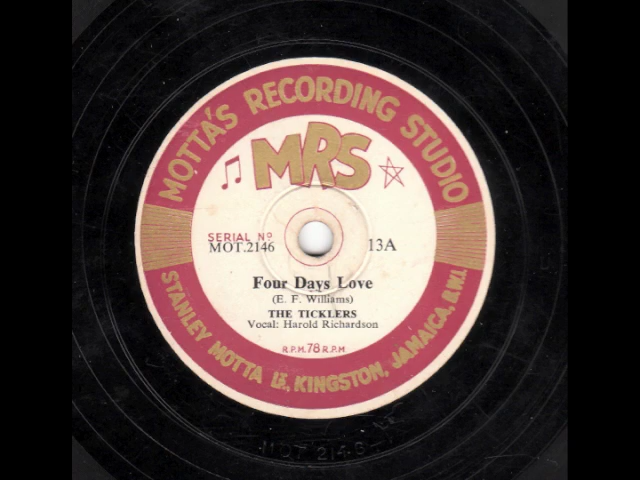 MOTTA'S RECORDING STUDIO
MRS
SERIAL Nº
MOT.2146
13A
Four Days Love
(E. F. Williams)
THE TICKLERS
Vocal: Harold Richardson
R.P.M. 78 R.P.M
STANLEY MOTTA LT, KINGSTON, JAMAICA, B.W.I.
MOT 2146